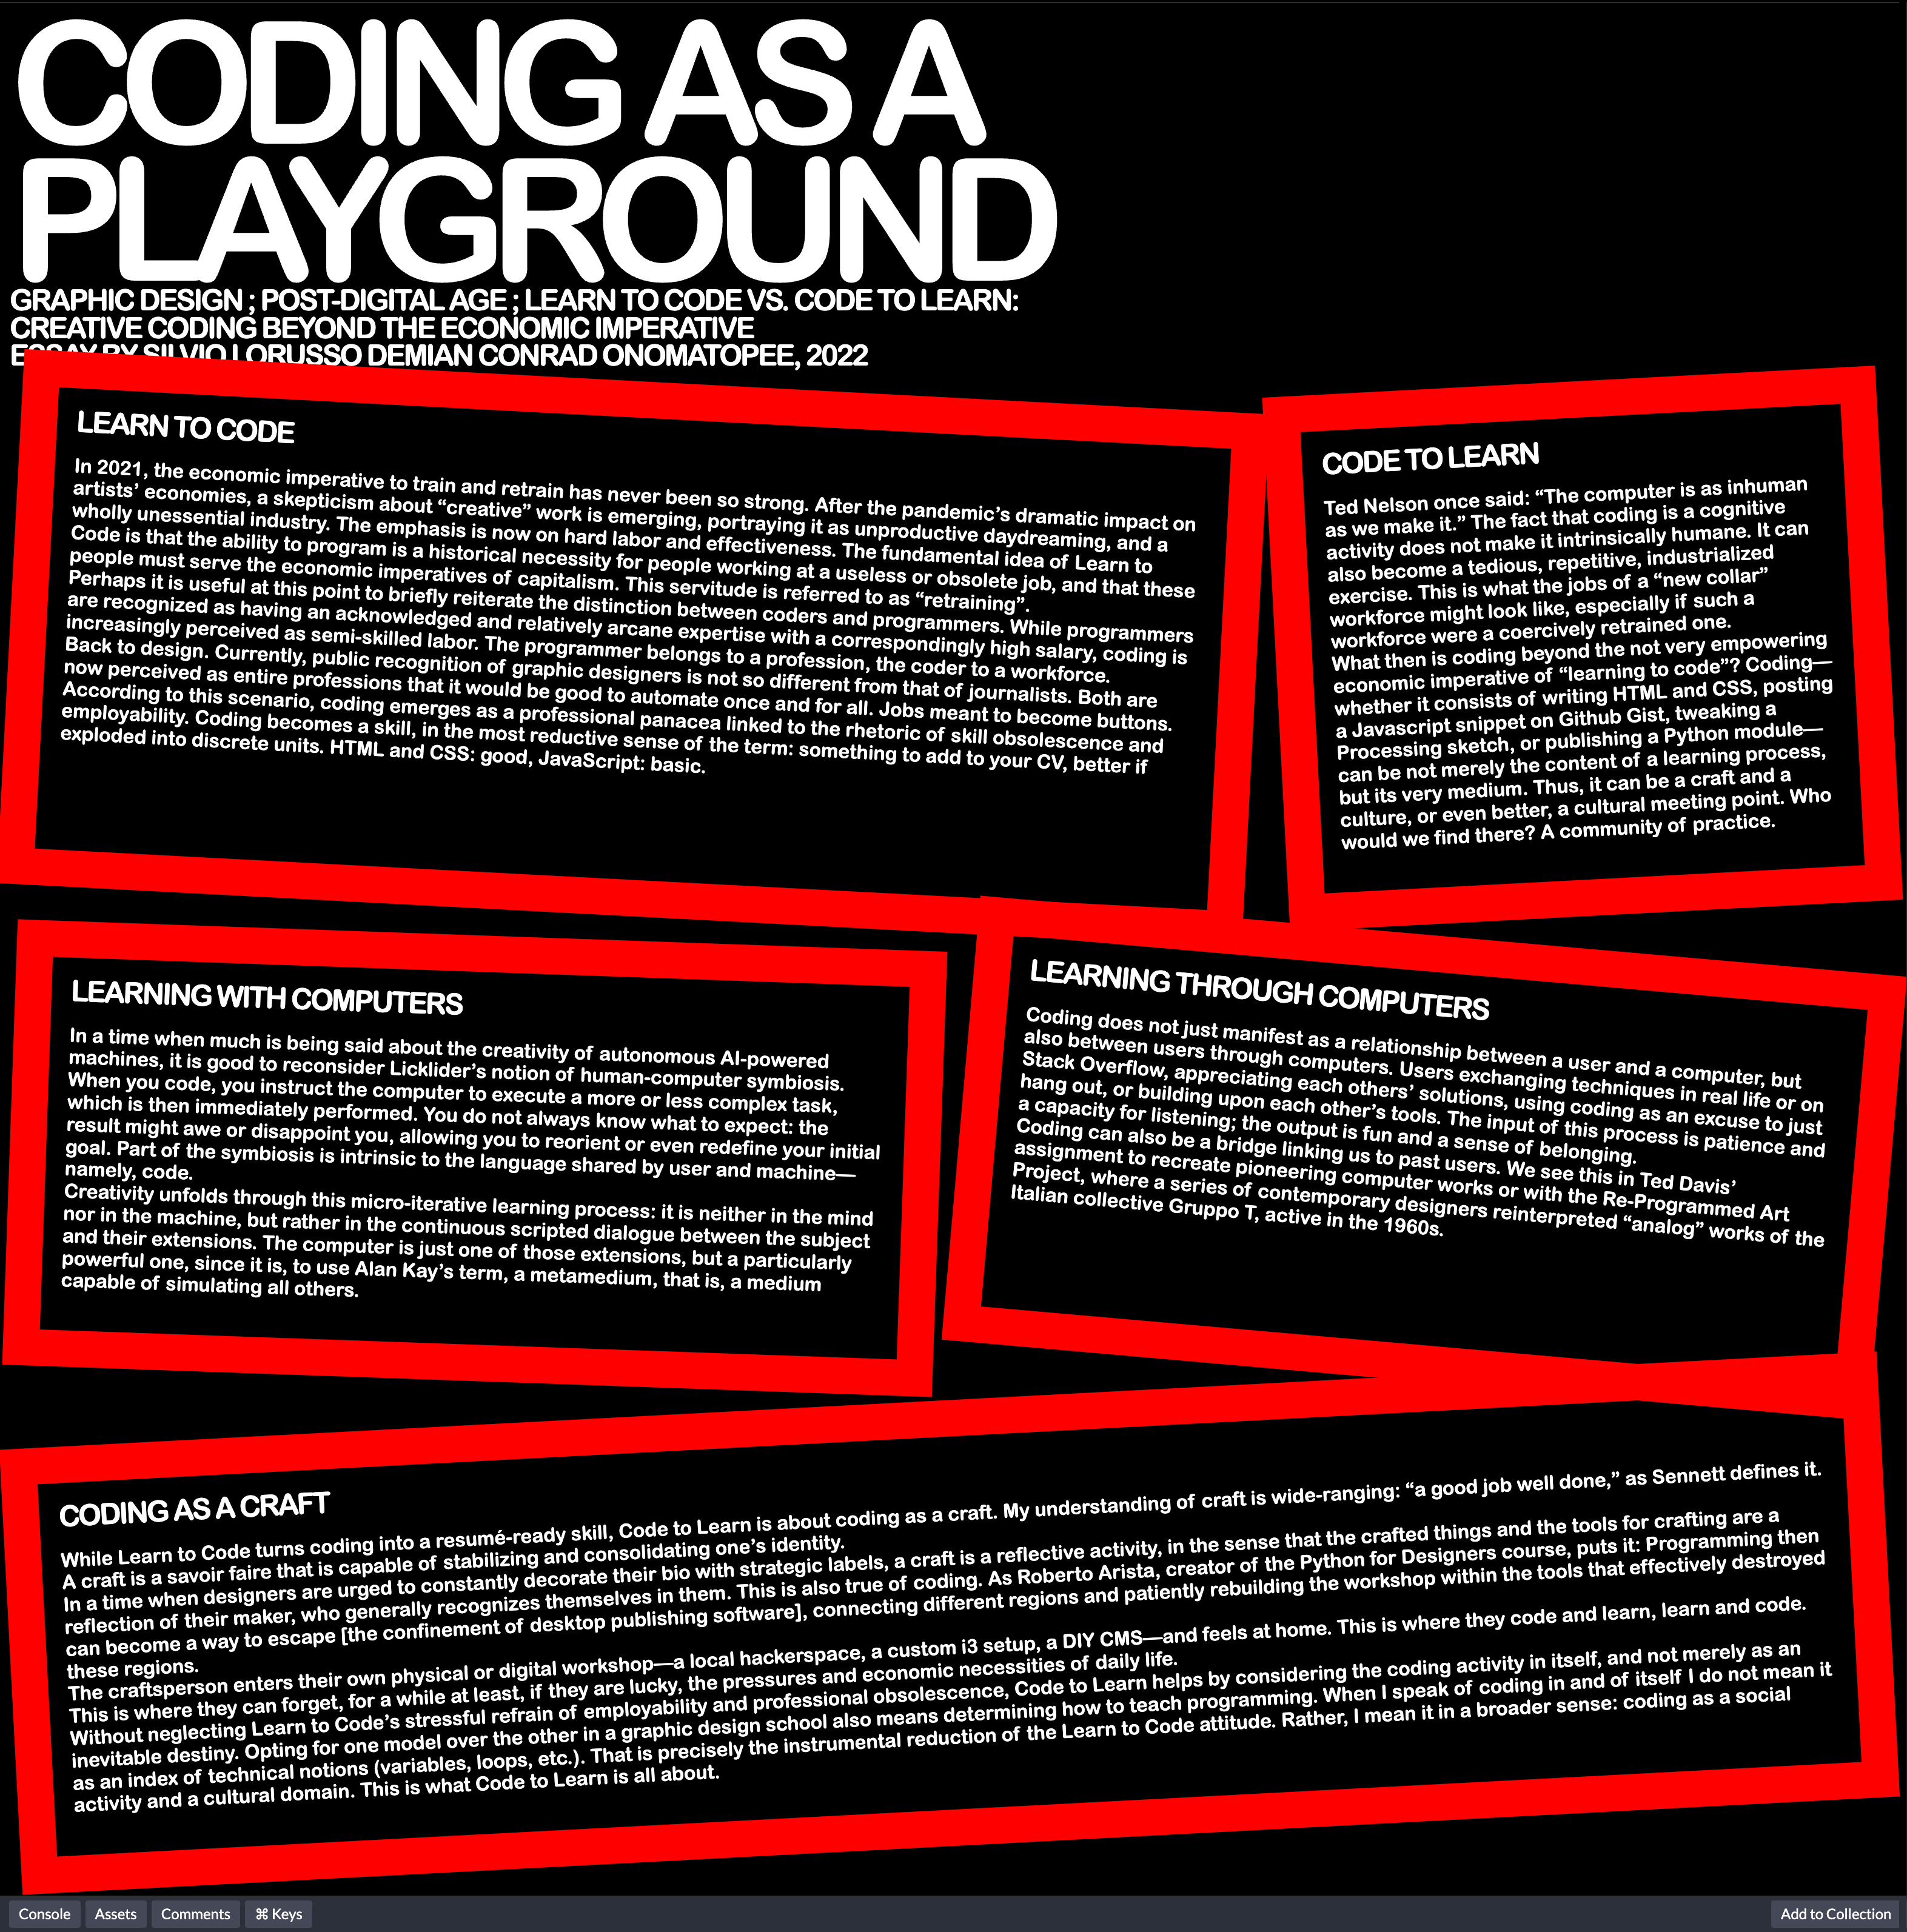 CODING AS A
PLAYGROUND
GRAPHIC DESIGN ; POST-DIGITAL AGE ; LEARN TO CODE VS. CODE TO LEARN:
CREATIVE CODING BEYOND THE ECONOMIC IMPERATIVE
ESSAY BY SILVIO LORUSSO DEMIAN CONRAD ONOMATOPEE, 2022
LEARN TO CODE
In 2021, the economic imperative to train and retrain has never been so strong. After the pandemic’s dramatic impact on
artists’ economies, a skepticism about “creative” work is emerging, portraying it as unproductive daydreaming, and a
wholly unessential industry. The emphasis is now on hard labor and effectiveness. The fundamental idea of Learn to
Code is that the ability to program is a historical necessity for people working at a useless or obsolete job, and that these
people must serve the economic imperatives of capitalism. This servitude is referred to as “retraining”.
Perhaps it is useful at this point to briefly reiterate the distinction between coders and programmers. While programmers
are recognized as having an acknowledged and relatively arcane expertise with a correspondingly high salary, coding is
increasingly perceived as semi-skilled labor. The programmer belongs to a profession, the coder to a workforce.
Back to design. Currently, public recognition of graphic designers is not so different from that of journalists. Both are
now perceived as entire professions that it would be good to automate once and for all. Jobs meant to become buttons.
According to this scenario, coding emerges as a professional panacea linked to the rhetoric of skill obsolescence and
employability. Coding becomes a skill, in the most reductive sense of the term: something to add to your CV, better if
exploded into discrete units. HTML and CSS: good, JavaScript: basic.
CODE TO LEARN
Ted Nelson once said: “The computer is as inhuman
as we make it.” The fact that coding is a cognitive
activity does not make it intrinsically humane. It can
also become a tedious, repetitive, industrialized
exercise. This is what the jobs of a “new collar”
workforce might look like, especially if such a
workforce were a coercively retrained one.
What then is coding beyond the not very empowering
economic imperative of “learning to code”? Coding—
whether it consists of writing HTML and CSS, posting
a Javascript snippet on Github Gist, tweaking a
Processing sketch, or publishing a Python module—
can be not merely the content of a learning process,
but its very medium. Thus, it can be a craft and a
culture, or even better, a cultural meeting point. Who
would we find there? A community of practice.
LEARNING WITH COMPUTERS
In a time when much is being said about the creativity of autonomous AI-powered
machines, it is good to reconsider Licklider’s notion of human-computer symbiosis.
When you code, you instruct the computer to execute a more or less complex task,
which is then immediately performed. You do not always know what to expect: the
result might awe or disappoint you, allowing you to reorient or even redefine your initial
goal. Part of the symbiosis is intrinsic to the language shared by user and machine—
namely, code.
Creativity unfolds through this micro-iterative learning process: it is neither in the mind
nor in the machine, but rather in the continuous scripted dialogue between the subject
and their extensions. The computer is just one of those extensions, but a particularly
powerful one, since it is, to use Alan Kay’s term, a metamedium, that is, a medium
capable of simulating all others.
LEARNING THROUGH COMPUTERS
Coding does not just manifest as a relationship between a user and a computer, but
also between users through computers. Users exchanging techniques in real life or on
Stack Overflow, appreciating each others’ solutions, using coding as an excuse to just
hang out, or building upon each other’s tools. The input of this process is patience and
a capacity for listening; the output is fun and a sense of belonging.
Coding can also be a bridge linking us to past users. We see this in Ted Davis’
assignment to recreate pioneering computer works or with the Re-Programmed Art
Project, where a series of contemporary designers reinterpreted “analog” works of the
Italian collective Gruppo T, active in the 1960s.
CODING AS A CRAFT
While Learn to Code turns coding into a resumé-ready skill, Code to Learn is about coding as a craft. My understanding of craft is wide-ranging: “a good job well done,” as Sennett defines it.
A craft is a savoir faire that is capable of stabilizing and consolidating one’s identity.
In a time when designers are urged to constantly decorate their bio with strategic labels, a craft is a reflective activity, in the sense that the crafted things and the tools for crafting are a
reflection of their maker, who generally recognizes themselves in them. This is also true of coding. As Roberto Arista, creator of the Python for Designers course, puts it: Programming then
can become a way to escape [the confinement of desktop publishing software], connecting different regions and patiently rebuilding the workshop within the tools that effectively destroyed
these regions.
The craftsperson enters their own physical or digital workshop—a local hackerspace, a custom i3 setup, a DIY CMS—and feels at home. This is where they code and learn, learn and code.
This is where they can forget, for a while at least, if they are lucky, the pressures and economic necessities of daily life.
Without neglecting Learn to Code’s stressful refrain of employability and professional obsolescence, Code to Learn helps by considering the coding activity in itself, and not merely as an
inevitable destiny. Opting for one model over the other in a graphic design school also means determining how to teach programming. When I speak of coding in and of itself I do not mean it
as an index of technical notions (variables, loops, etc.). That is precisely the instrumental reduction of the Learn to Code attitude. Rather, I mean it in a broader sense: coding as a social
activity and a cultural domain. This is what Code to Learn is all about.
Console Assets Comments ⌘ Keys Add to Collection